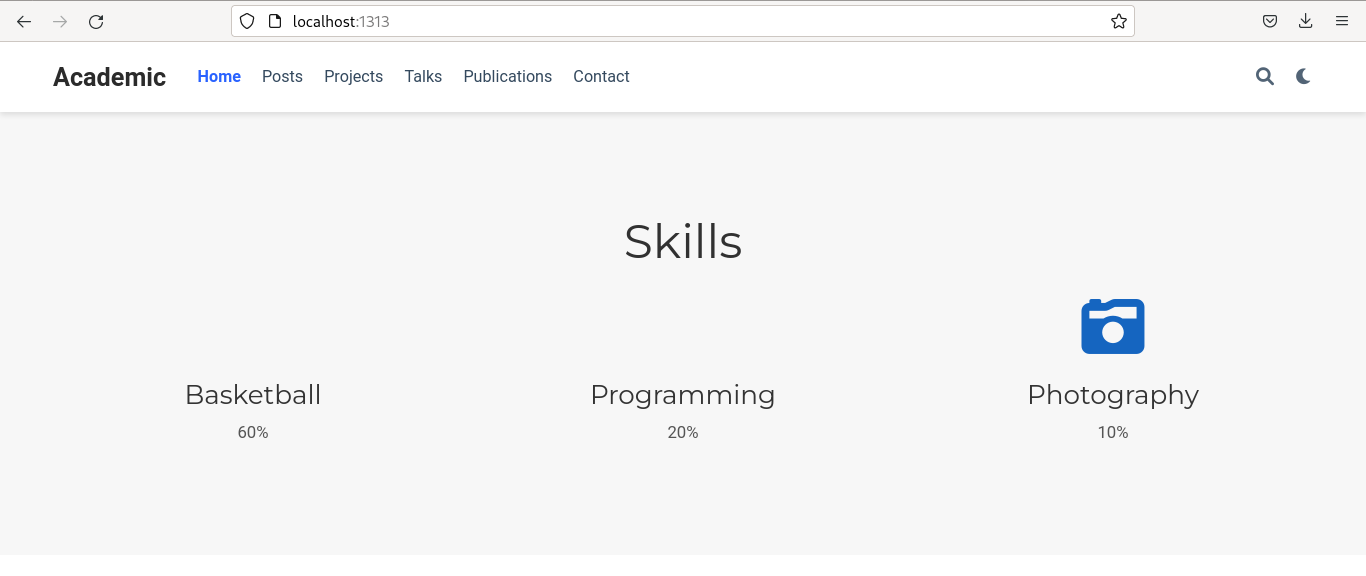 localhost:1313
Academic Home Posts Projects Talks Publications Contact
Skills
Basketball Programming Photography
60% 20% 10%